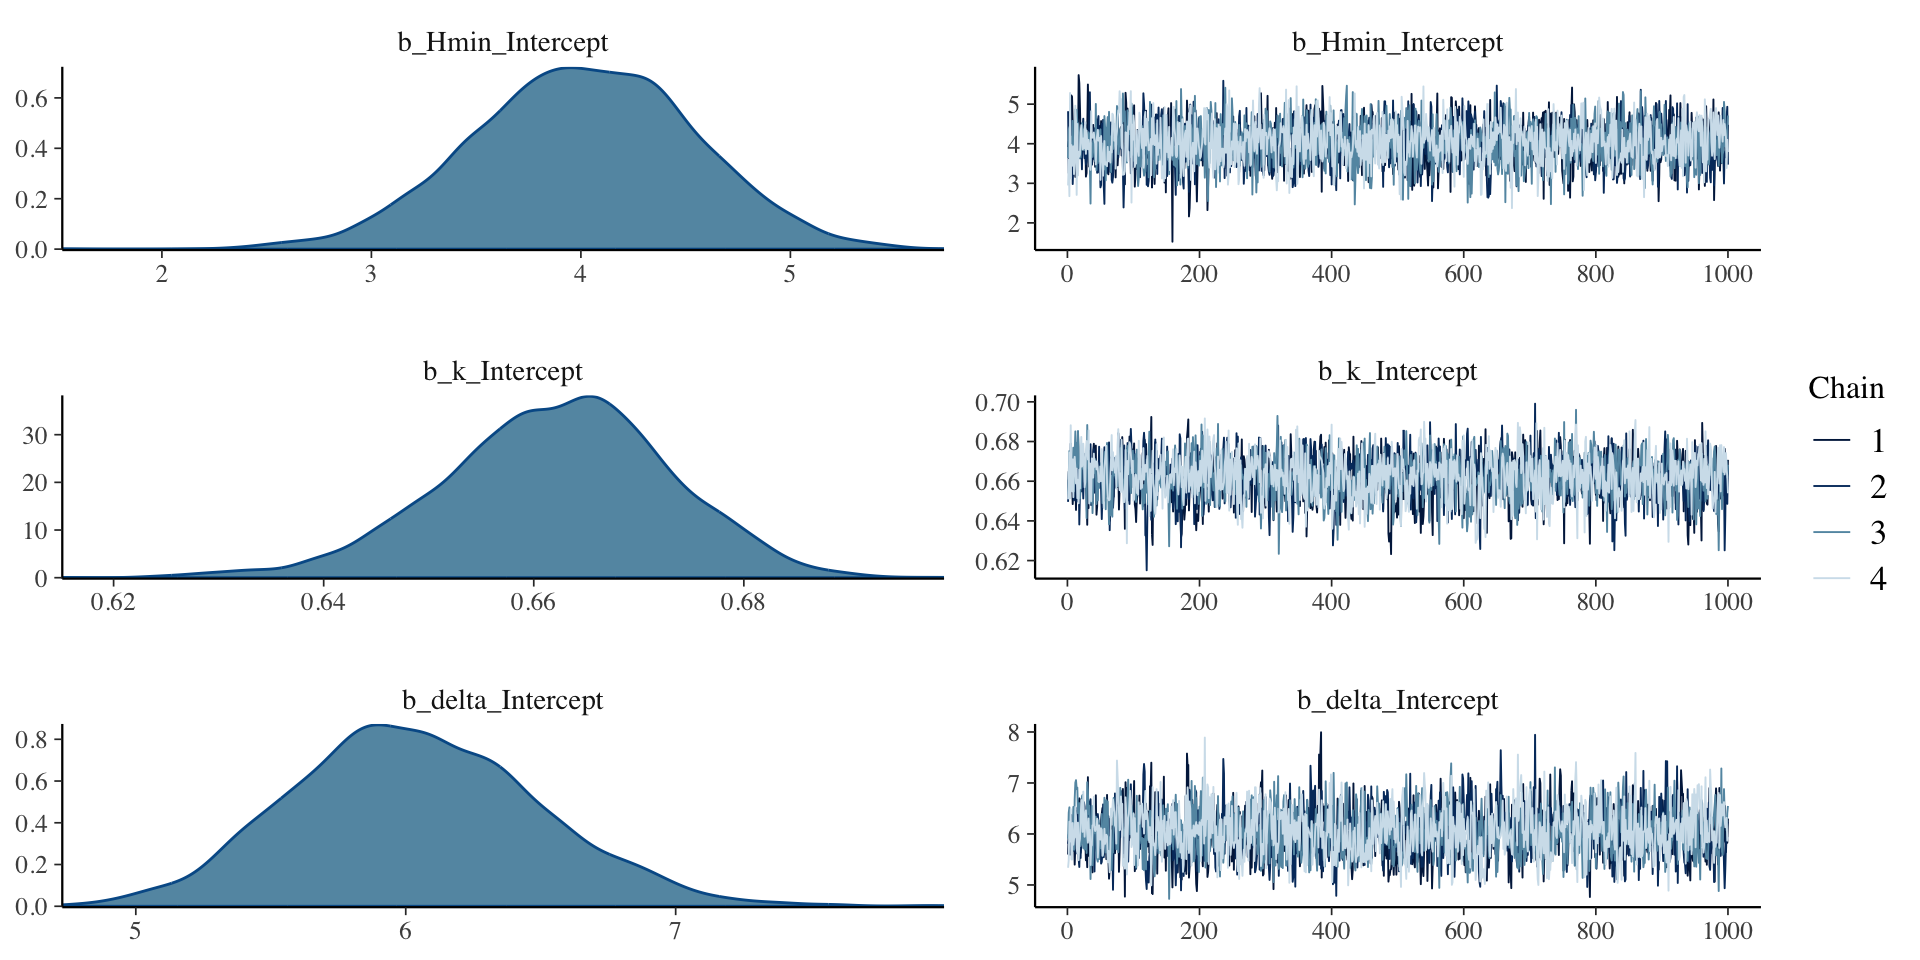 b_Hmin_Intercept
0.6
0.4
0.2
0.0
2 3 4 5
b_Hmin_Intercept
5
4
3
2
0 200 400 600 800 1000
b_k_Intercept
30
20
10
0
0.62 0.64 0.66 0.68
b_k_Intercept
0.70
0.68
0.66
0.64
0.62
0 200 400 600 800 1000
Chain
1
2
3
4
b_delta_Intercept
0.8
0.6
0.4
0.2
0.0
5 6 7
b_delta_Intercept
8
7
6
5
0 200 400 600 800 1000